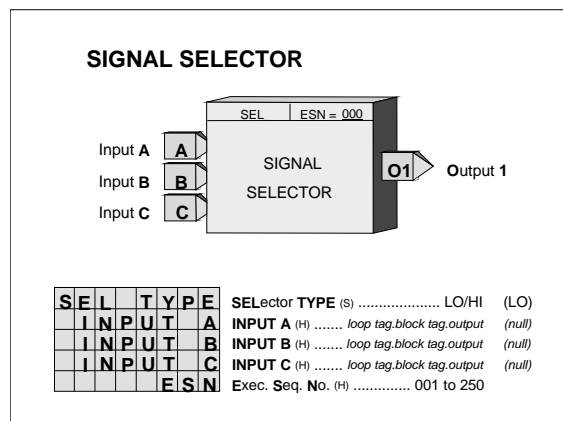 SIGNAL SELECTOR
SEL ESN = 000
Input A A
Input B B
Input C C
SIGNAL
SELECTOR
O1 Output 1
SEL TYPE SELector TYPE (S) .................... LO/HI (LO)
INPUT A INPUT A (H) ....... loop tag.block tag.output (null)
INPUT B INPUT B (H) ....... loop tag.block tag.output (null)
INPUT C INPUT C (H) ....... loop tag.block tag.output (null)
ESN Exec. Seq. No. (H) .............. 001 to 250